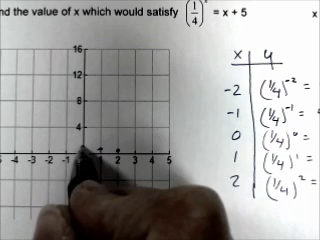 nd the value of x which would satisfy (1/4)^x = x + 5
x
16
12
8
4
-4 -3 -2 -1 1 2 3 4 5
x | y
-2 | (1/4)^-2 =
-1 | (1/4)^-1 =
0 | (1/4)^0 =
1 | (1/4)^1 =
2 | (1/4)^2 =